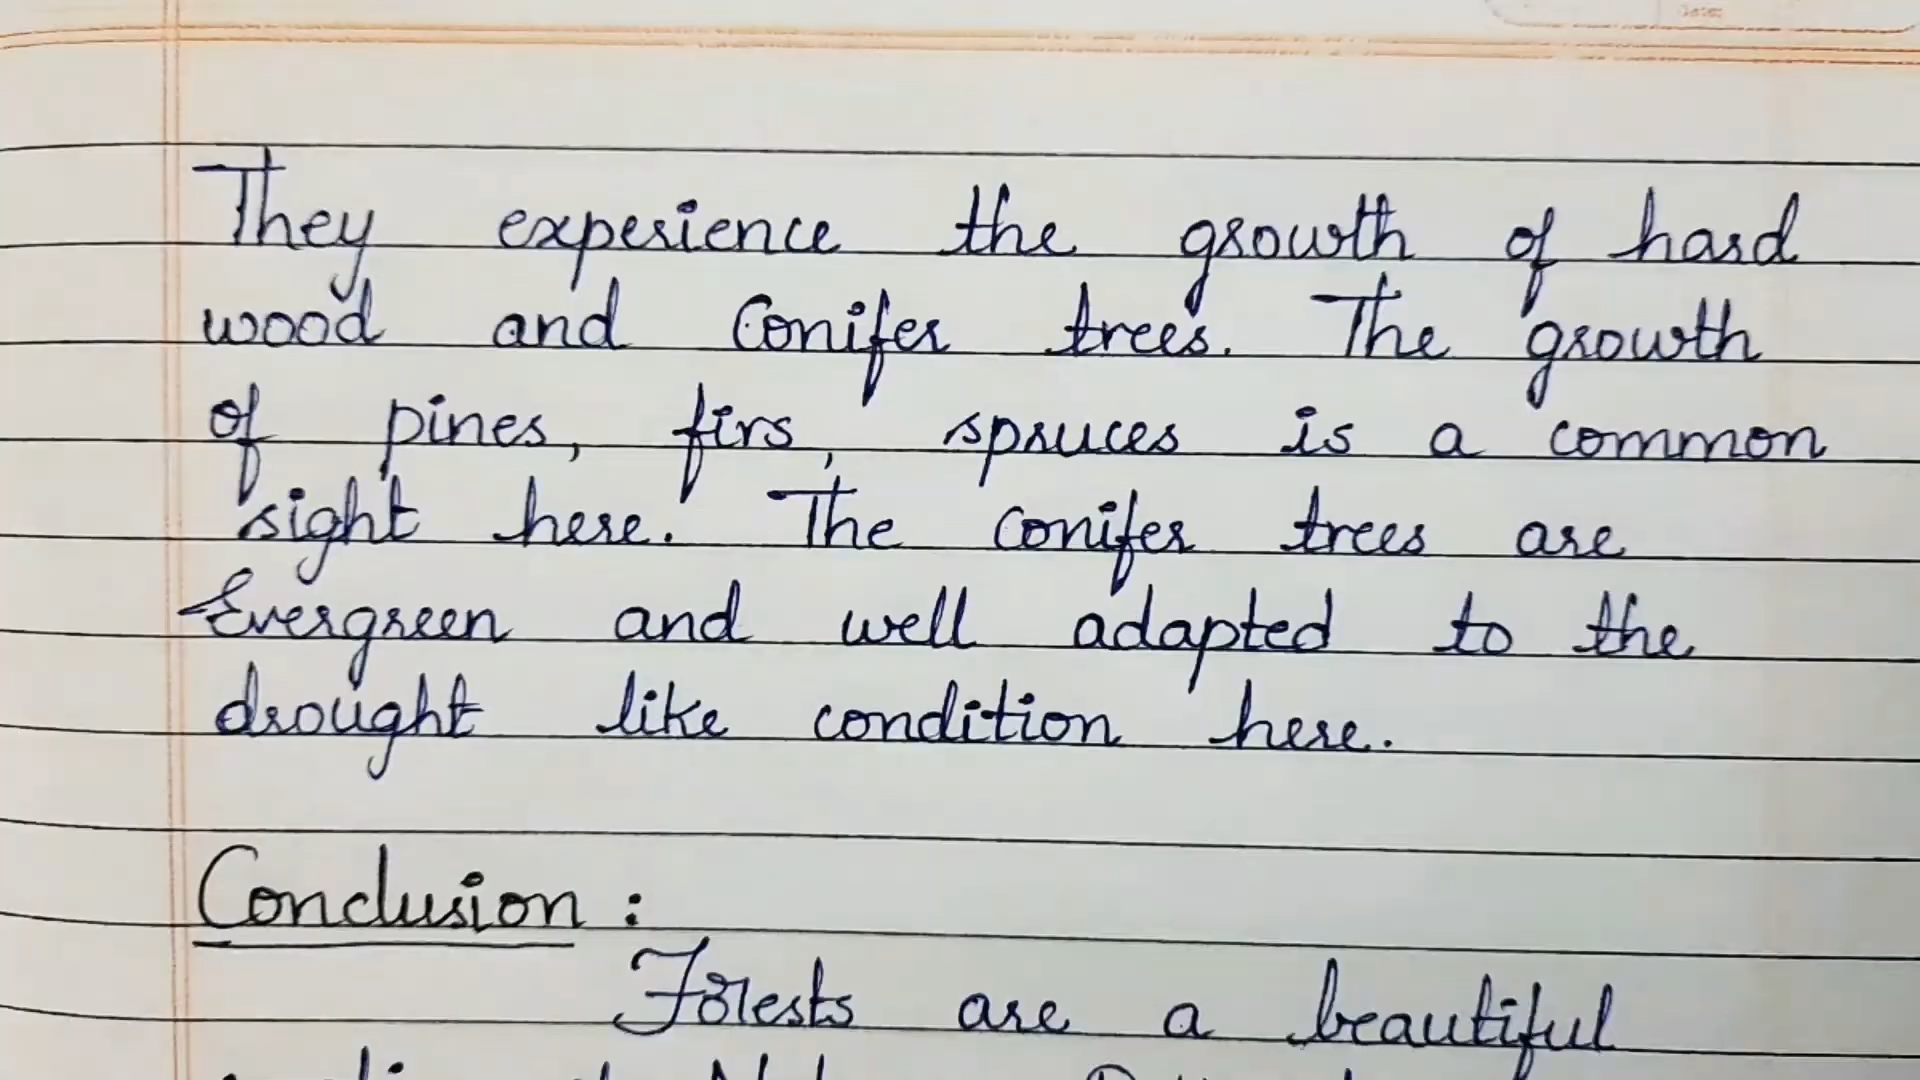 They experience the growth of hard
wood and Conifer trees. The growth
of pines, firs, spruces is a common
sight here. The conifer trees are
Evergreen and well adapted to the
drought like condition here.
Conclusion :
Forests are a beautiful